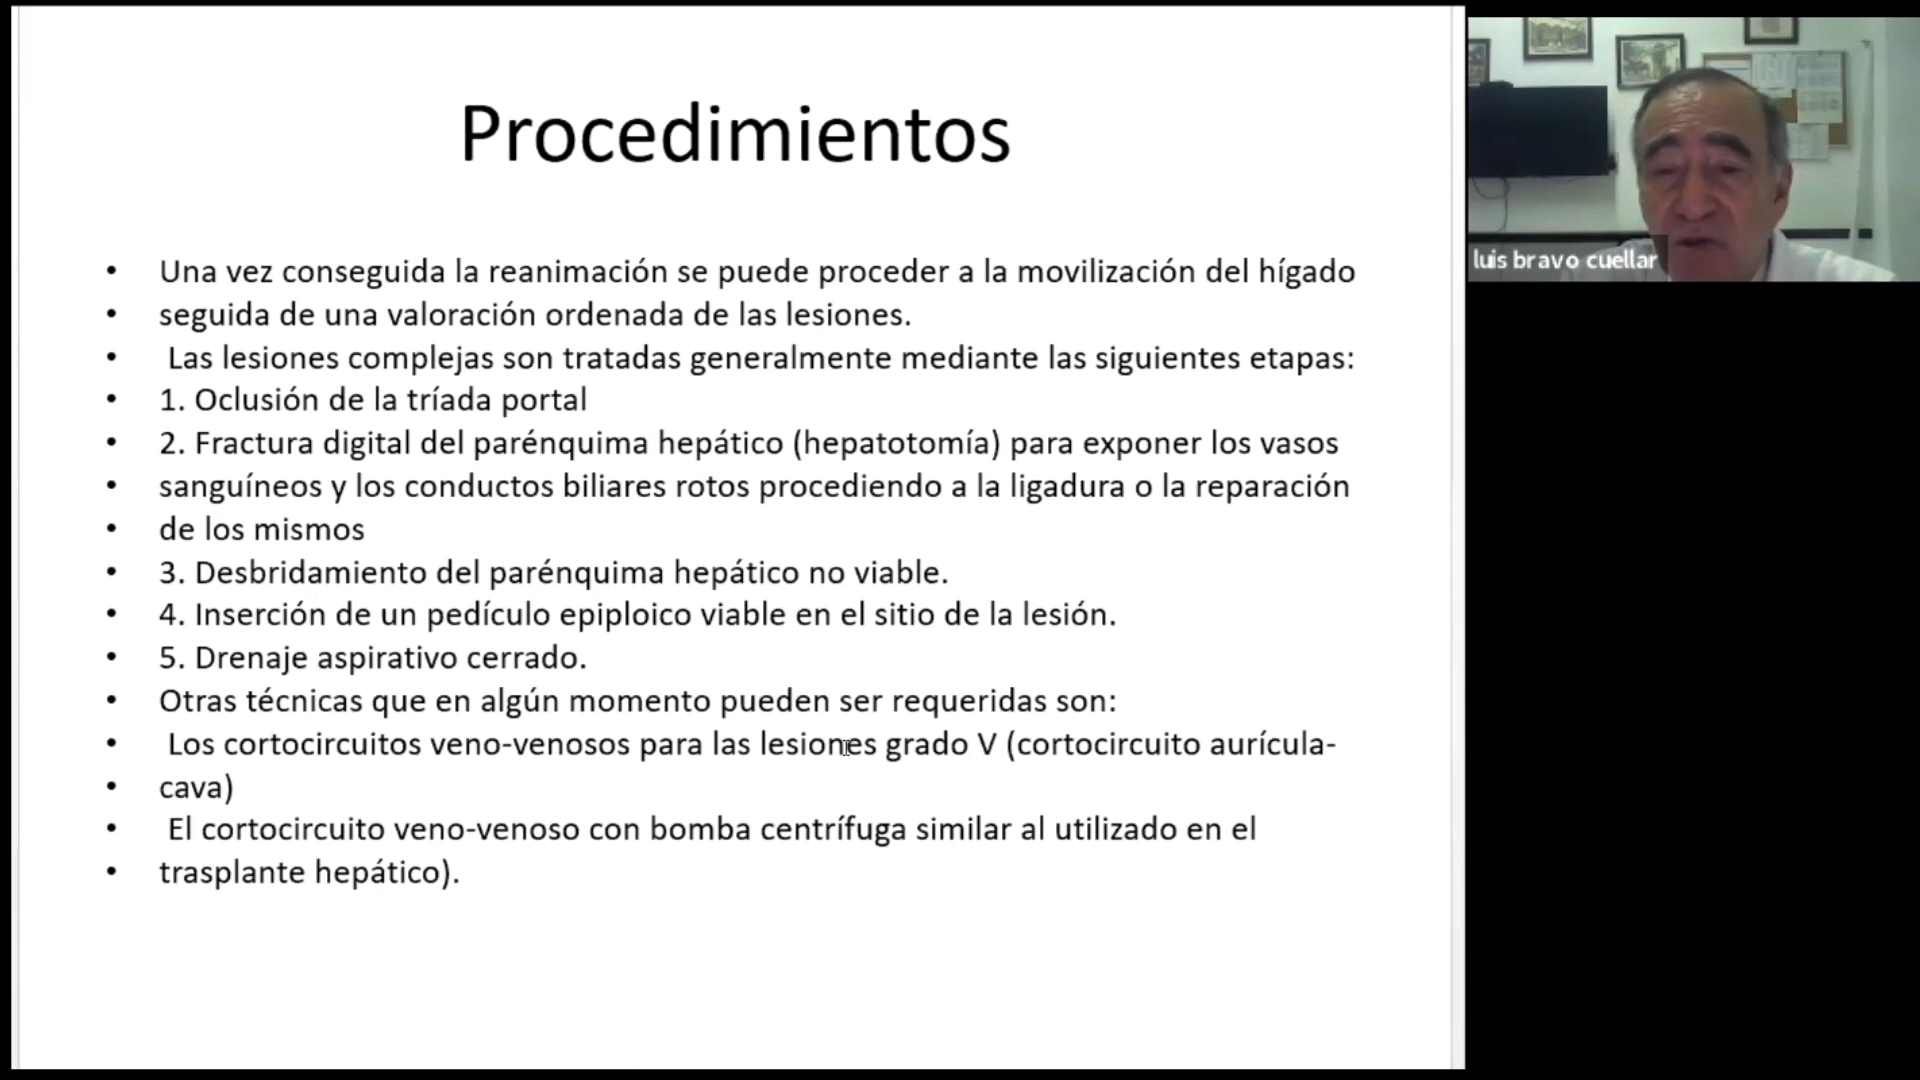 Procedimientos
• Una vez conseguida la reanimación se puede proceder a la movilización del hígado
• seguida de una valoración ordenada de las lesiones.
• Las lesiones complejas son tratadas generalmente mediante las siguientes etapas:
• 1. Oclusión de la tríada portal
• 2. Fractura digital del parénquima hepático (hepatotomía) para exponer los vasos
• sanguíneos y los conductos biliares rotos procediendo a la ligadura o la reparación
• de los mismos
• 3. Desbridamiento del parénquima hepático no viable.
• 4. Inserción de un pedículo epiploico viable en el sitio de la lesión.
• 5. Drenaje aspirativo cerrado.
• Otras técnicas que en algún momento pueden ser requeridas son:
• Los cortocircuitos veno-venosos para las lesiones grado V (cortocircuito aurícula-
• cava)
• El cortocircuito veno-venoso con bomba centrífuga similar al utilizado en el
• trasplante hepático).
luis bravo cuellar